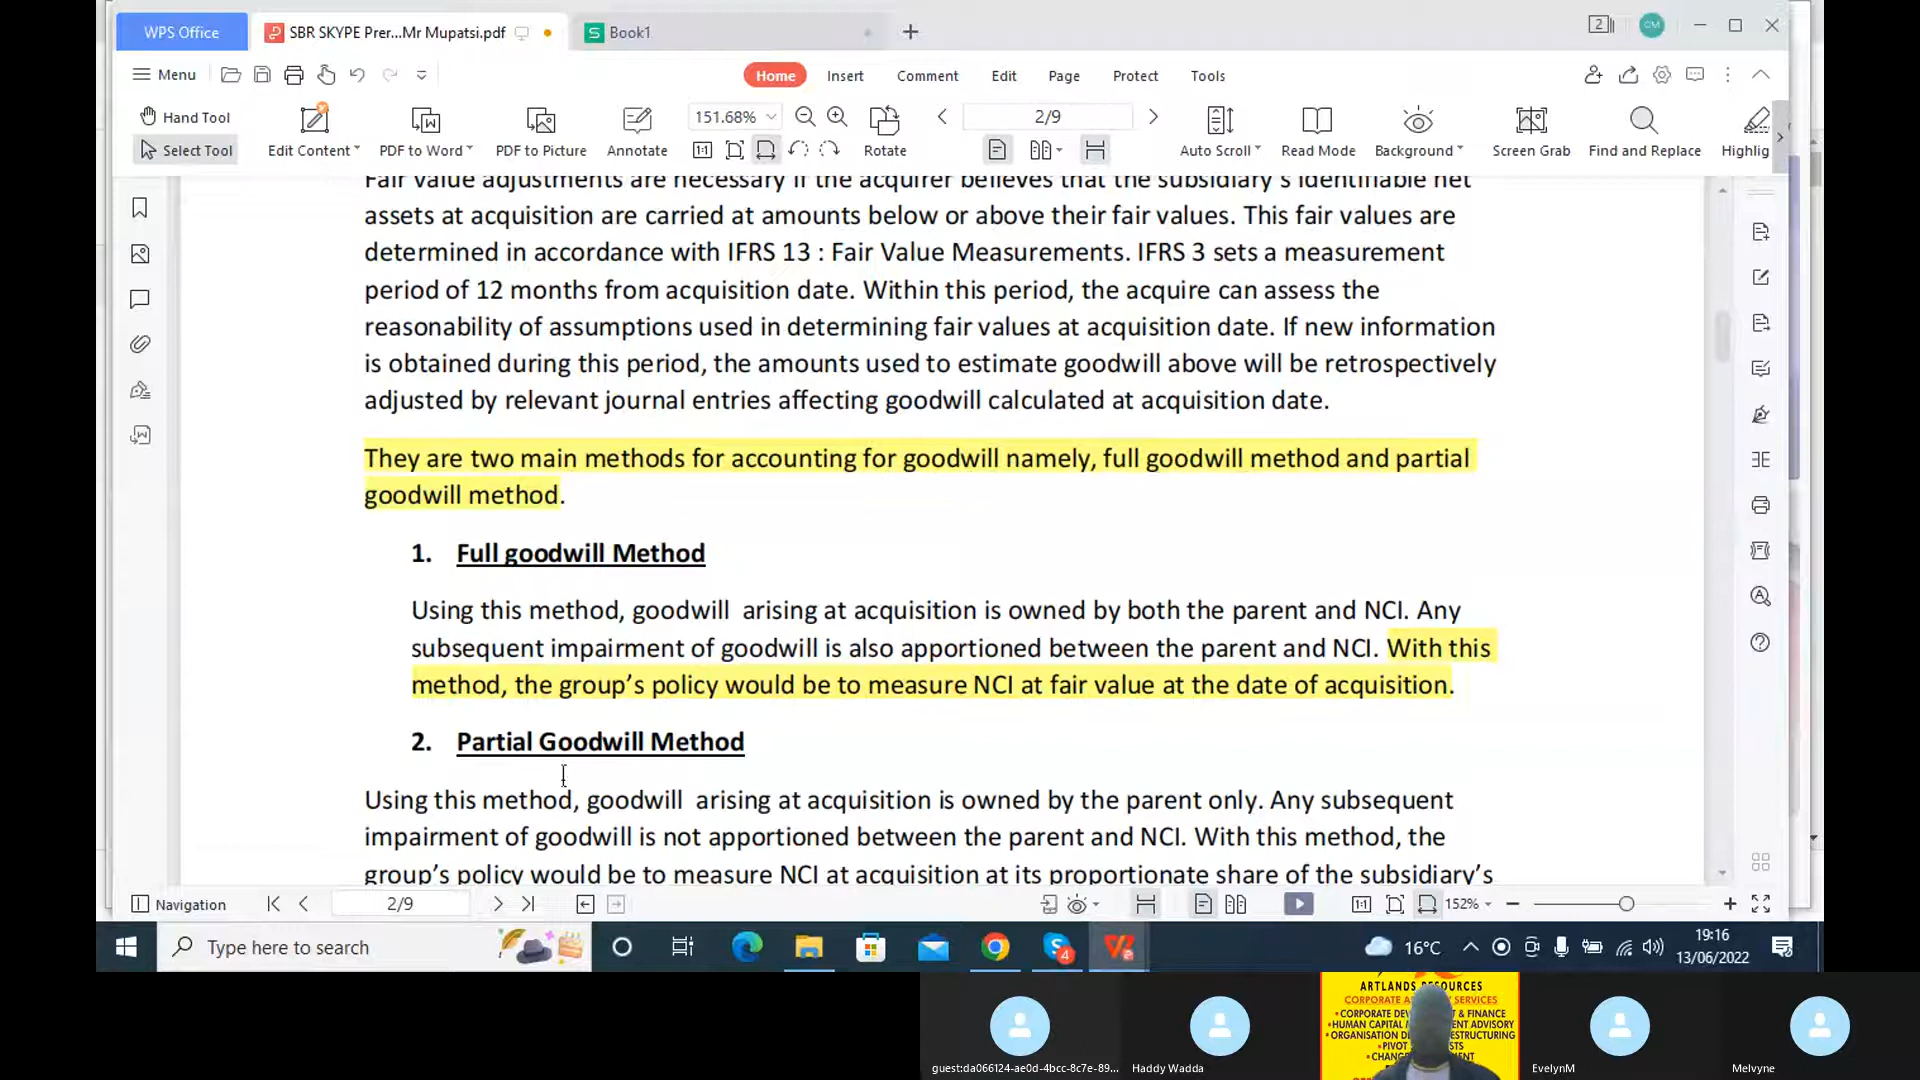 WPS Office
SBR SKYPE Prer...Mr Mupatsi.pdf
Book1
2
CM
Menu
Home
Insert
Comment
Edit
Page
Protect
Tools
Hand Tool
Select Tool
Edit Content
PDF to Word
PDF to Picture
Annotate
151.68%
Rotate
2/9
Auto Scroll
Read Mode
Background
Screen Grab
Find and Replace
Highlig
Fair value adjustments are necessary if the acquirer believes that the subsidiary's identifiable net
assets at acquisition are carried at amounts below or above their fair values. This fair values are
determined in accordance with IFRS 13 : Fair Value Measurements. IFRS 3 sets a measurement
period of 12 months from acquisition date. Within this period, the acquire can assess the
reasonability of assumptions used in determining fair values at acquisition date. If new information
is obtained during this period, the amounts used to estimate goodwill above will be retrospectively
adjusted by relevant journal entries affecting goodwill calculated at acquisition date.
They are two main methods for accounting for goodwill namely, full goodwill method and partial
goodwill method.
1. Full goodwill Method
Using this method, goodwill arising at acquisition is owned by both the parent and NCI. Any
subsequent impairment of goodwill is also apportioned between the parent and NCI. With this
method, the group's policy would be to measure NCI at fair value at the date of acquisition.
2. Partial Goodwill Method
Using this method, goodwill arising at acquisition is owned by the parent only. Any subsequent
impairment of goodwill is not apportioned between the parent and NCI. With this method, the
group's policy would be to measure NCI at acquisition at its proportionate share of the subsidiary's
Navigation
2/9
152%
Type here to search
4
16°C
19:16
13/06/2022
ARTLANDS RESOURCES
CORPORATE ADVISORY SERVICES
guest:da066124-ae0d-4bcc-8c7e-89...
Haddy Wadda
EvelynM
Melvyne